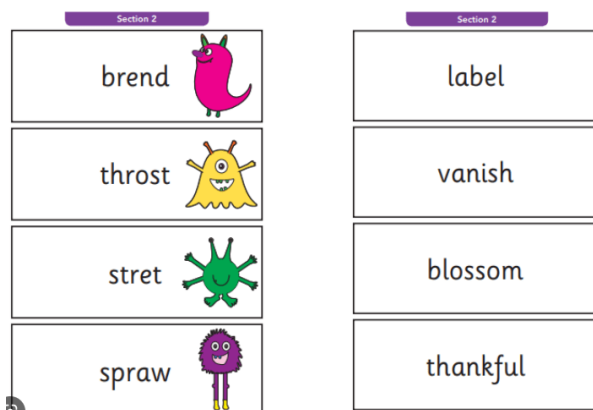 Section 2
brend
throst
stret
spraw
Section 2
label
vanish
blossom
thankful